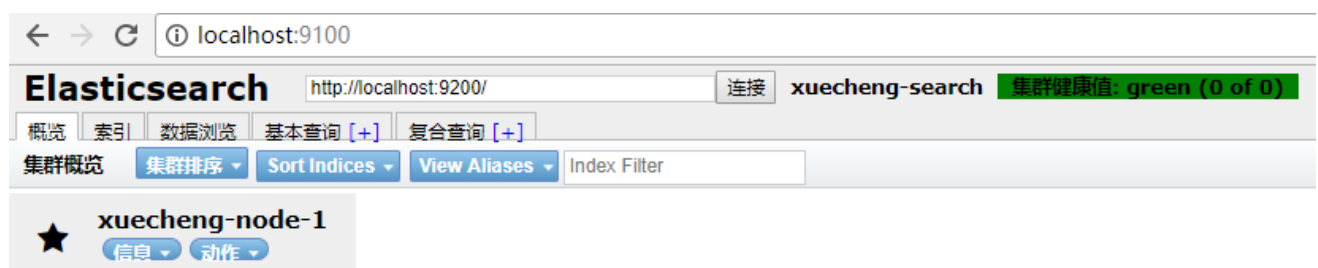 localhost:9100
Elasticsearch http://localhost:9200/ 连接 xuecheng-search 集群健康值: green (0 of 0)
概览 索引 数据浏览 基本查询 [+] 复合查询 [+]
集群概览 集群排序 Sort Indices View Aliases Index Filter
xuecheng-node-1
信息 动作